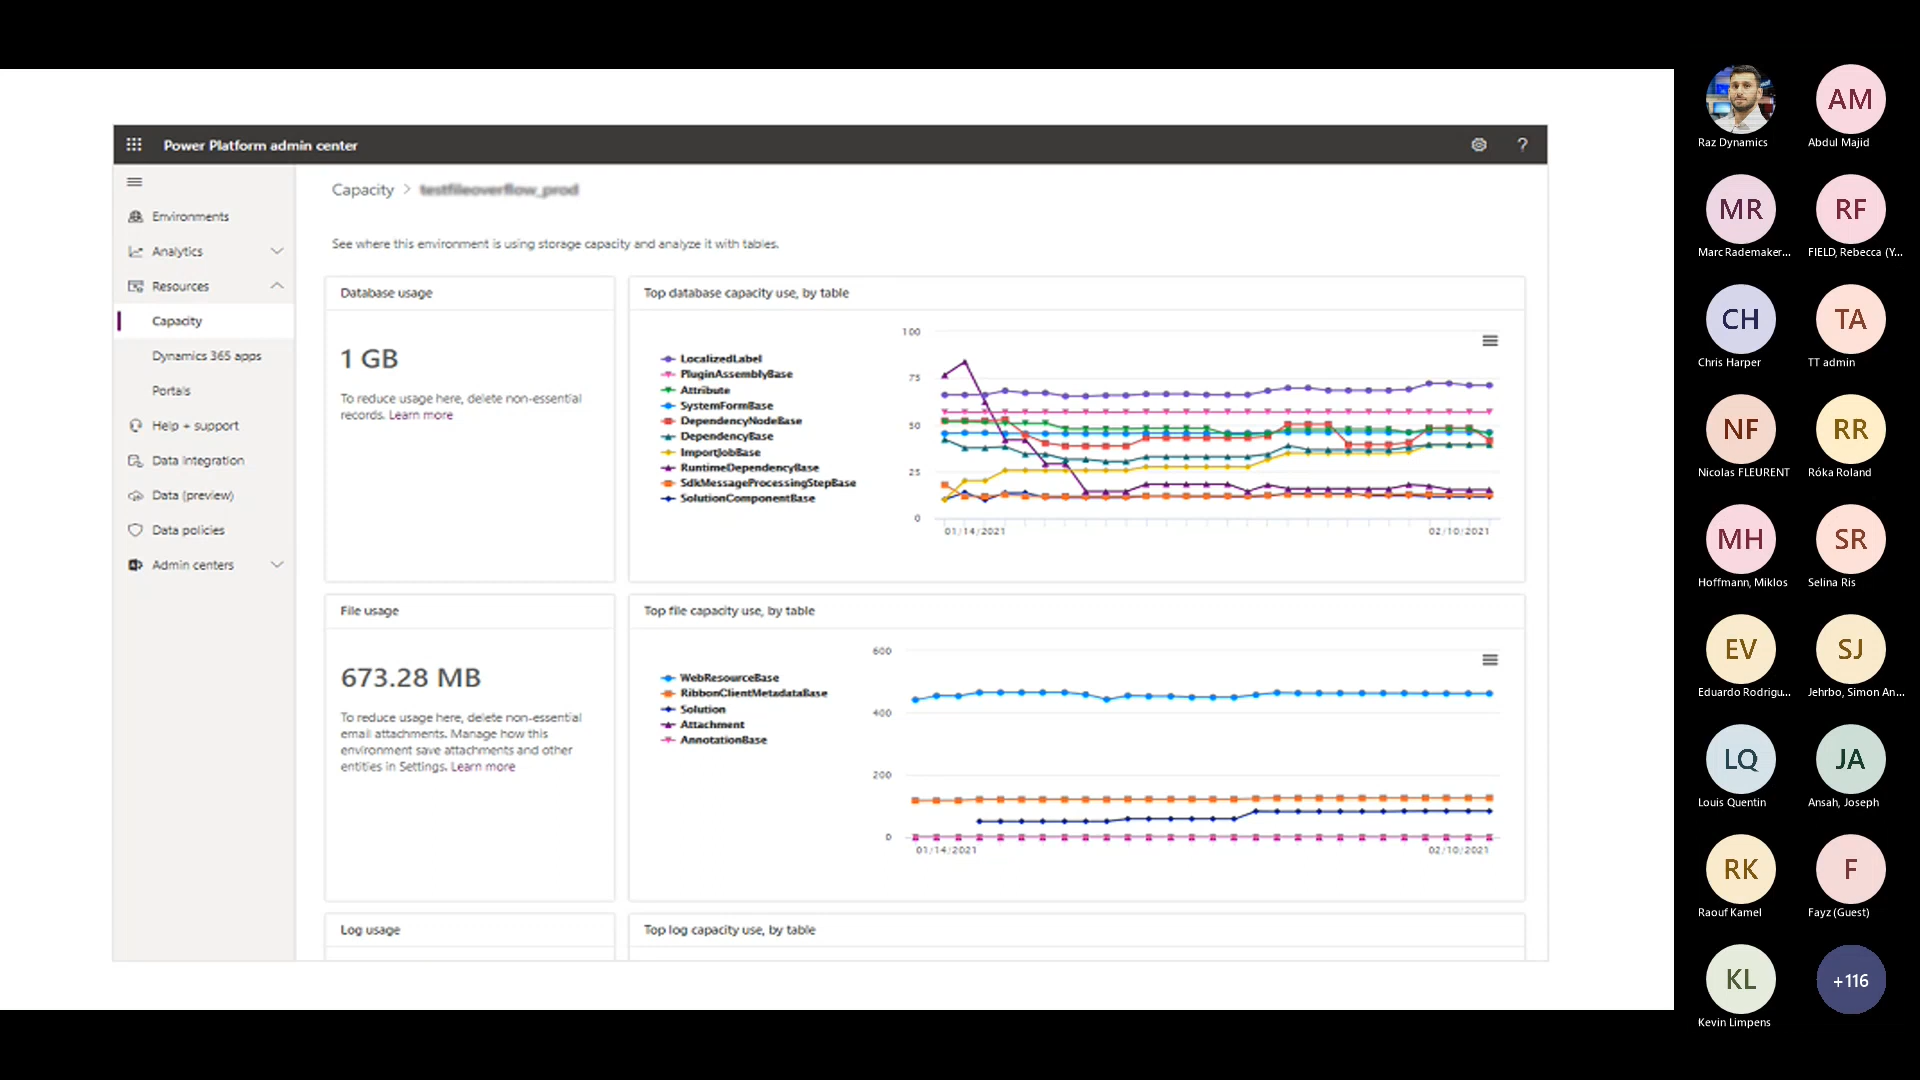 Power Platform admin center
?
Capacity > testfileoverflow_prod
Environments
Analytics
Resources
Capacity
Dynamics 365 apps
Portals
Help + support
Data integration
Data (preview)
Data policies
Admin centers
See where this environment is using storage capacity and analyze it with tables.
Database usage
1 GB
To reduce usage here, delete non-essential
records. Learn more
Top database capacity use, by table
LocalizedLabel
PluginAssemblyBase
Attribute
SystemFormBase
DependencyNodeBase
DependencyBase
ImportJobBase
RuntimeDependencyBase
SdkMessageProcessingStepBase
SolutionComponentBase
100
75
50
25
0
01/14/2021
02/10/2021
File usage
673.28 MB
To reduce usage here, delete non-essential
email attachments. Manage how this
environment save attachments and other
entities in Settings. Learn more
Top file capacity use, by table
WebResourceBase
RibbonClientMetadataBase
Solution
Attachment
AnnotationBase
600
400
200
0
01/14/2021
02/10/2021
Log usage
Top log capacity use, by table
Raz Dynamics
AM
Abdul Majid
MR
Marc Rademaker...
RF
FIELD, Rebecca (Y...
CH
Chris Harper
TA
TT admin
NF
Nicolas FLEURENT
RR
Róka Roland
MH
Hoffmann, Miklos
SR
Selina Ris
EV
Eduardo Rodrigu...
SJ
Jehrbo, Simon An...
LQ
Louis Quentin
JA
Ansah, Joseph
RK
Raouf Kamel
F
Fayz (Guest)
KL
Kevin Limpens
+116